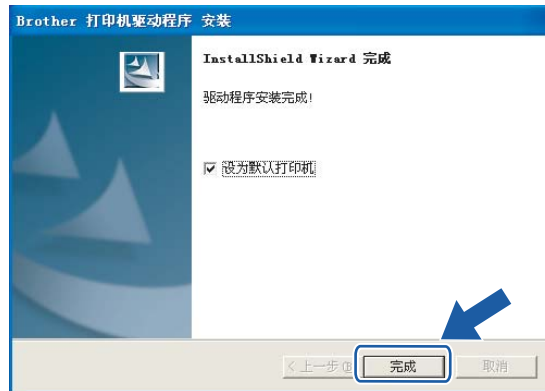 Brother 打印机驱动程序 安装
InstallShield Wizard 完成
驱动程序安装完成!
设为默认打印机
< 上一步(B) 完成 取消